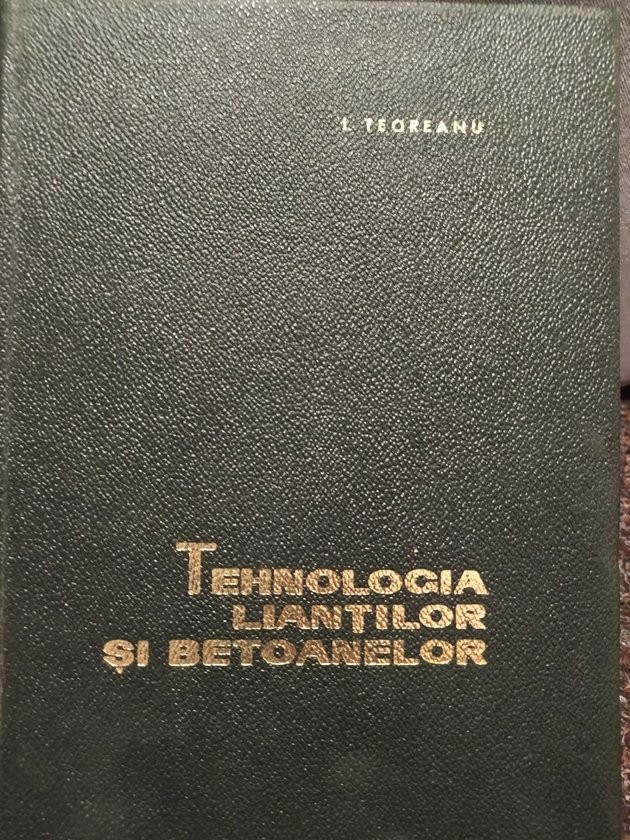 I. TEOREANU
TEHNOLOGIA
LIANȚILOR
ȘI BETOANELOR